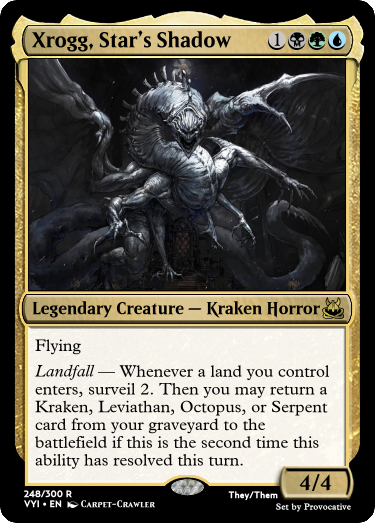 Xrogg, Star's Shadow 1
Legendary Creature — Kraken Horror
Flying
Landfall — Whenever a land you control
enters, surveil 2. Then you may return a
Kraken, Leviathan, Octopus, or Serpent
card from your graveyard to the
battlefield if this is the second time this
ability has resolved this turn.
4/4
248/300 R They/Them
VYI • EN Carpet-Crawler Set by Provocative